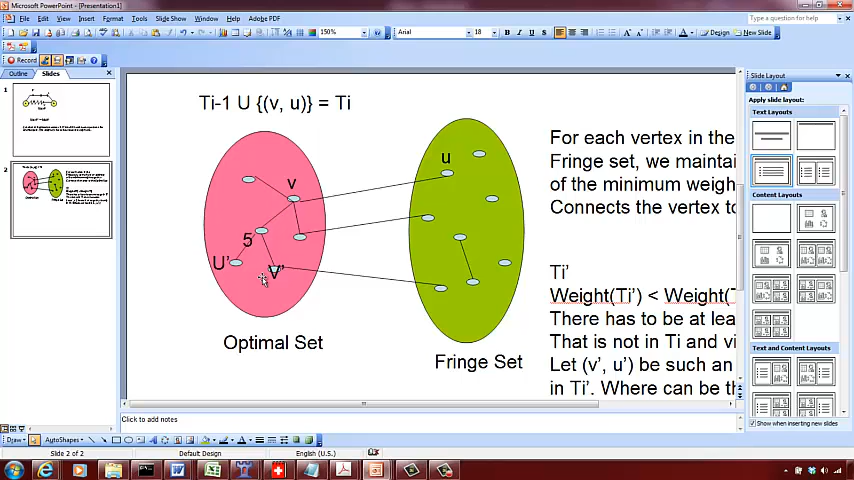 Microsoft PowerPoint - [Presentation1]
File Edit View Insert Format Tools Slide Show Window Help Adobe PDF
Type a question for help
150% Arial 18 B I U S Design New Slide
Record
Outline Slides
Slide Layout
Apply slide layout:
Text Layouts
Content Layouts
Text and Content Layouts
Show when inserting new slides
1
2
Ti-1 U {(v, u)} = Ti
v
u
5
U'
V'
Optimal Set
Fringe Set
For each vertex in the
Fringe set, we maintai
of the minimum weigh
Connects the vertex to
Ti'
Weight(Ti') < Weight(T
There has to be at lea
That is not in Ti and vi
Let (v', u') be such an
in Ti'. Where can be th
Click to add notes
Draw AutoShapes
Slide 2 of 2 Default Design English (U.S.)